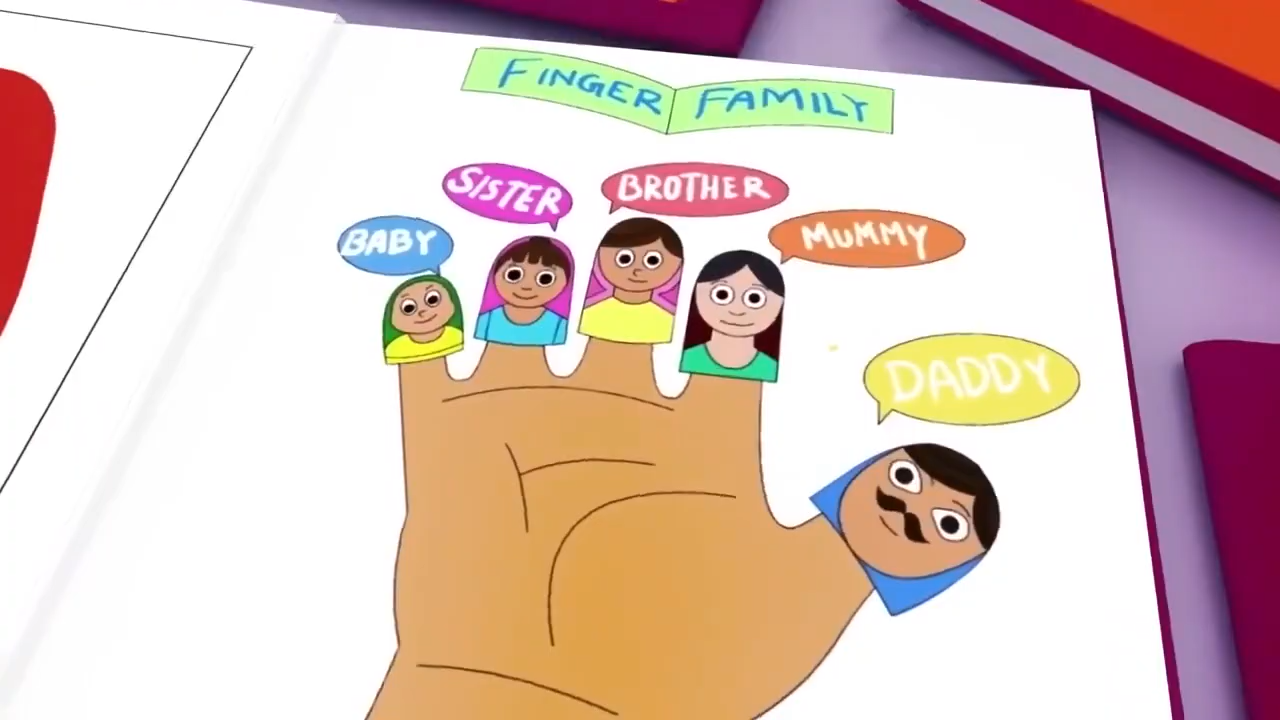 FINGER FAMILY
SISTER
BROTHER
BABY
MUMMY
DADDY